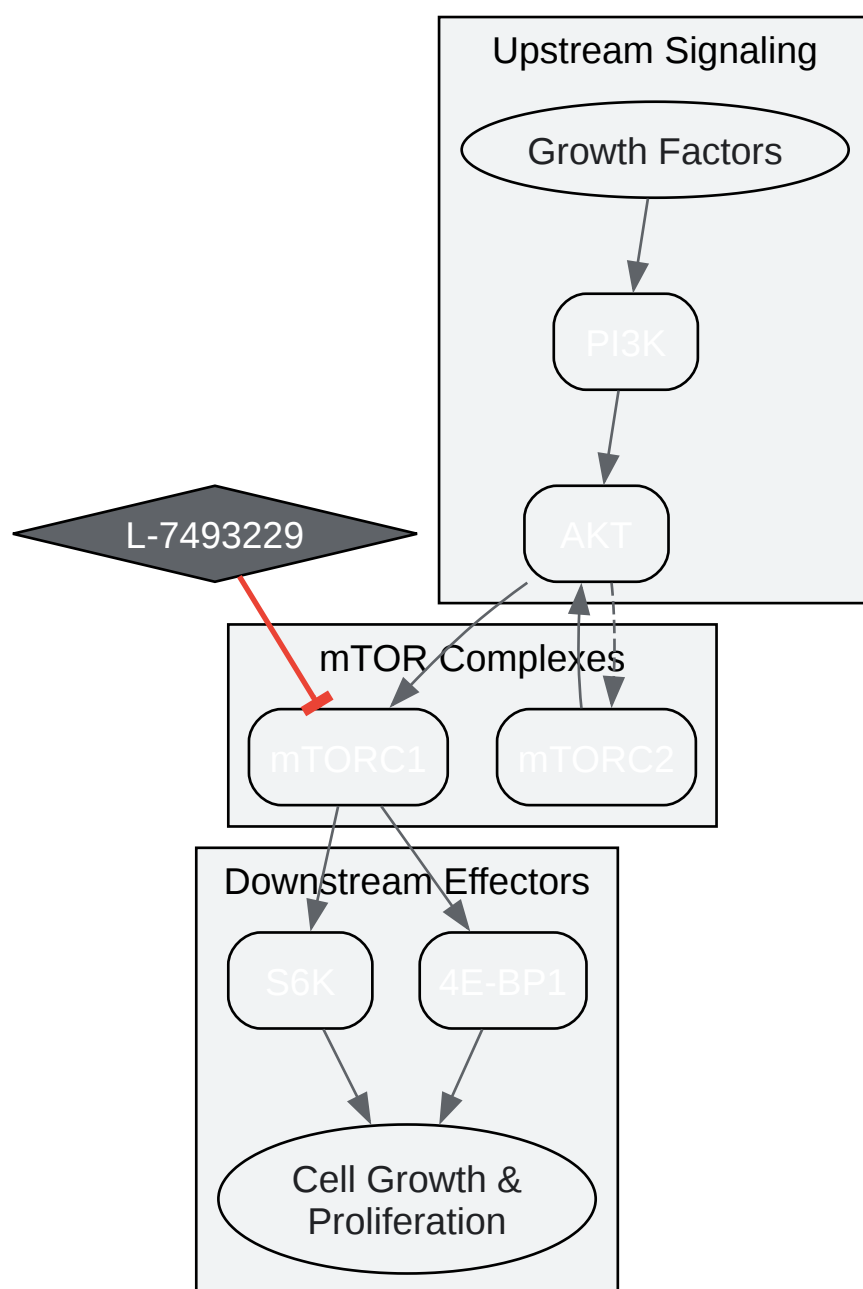 Upstream Signaling
Growth Factors
PI3K
L-7493229
AKT
mTOR Complexes
mTORC1
mTORC2
Downstream Effectors
S6K
4E-BP1
Cell Growth &
Proliferation